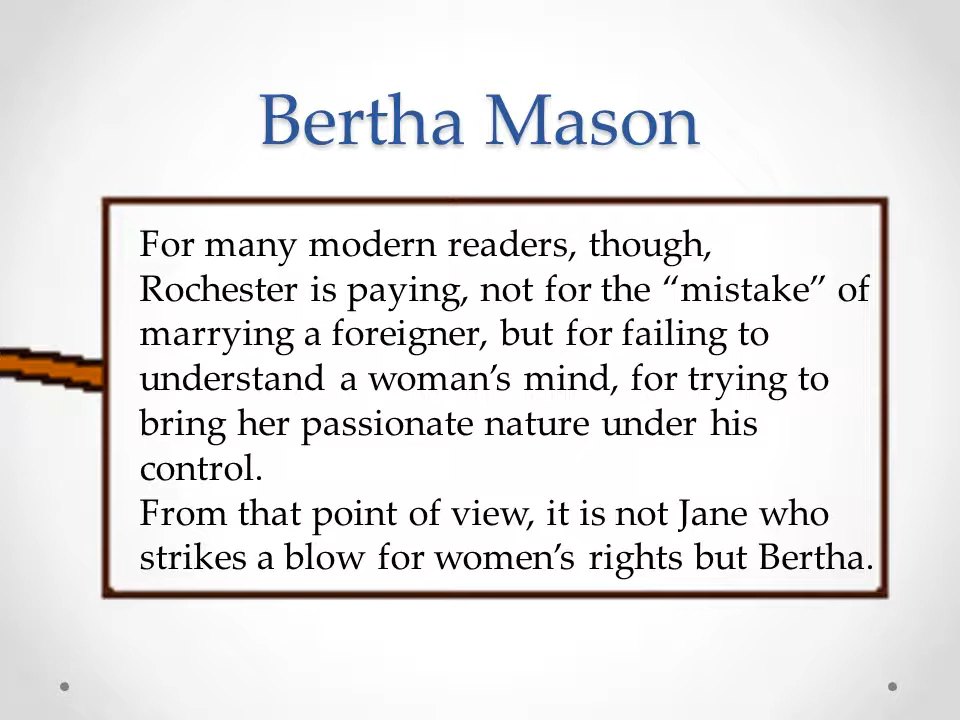 Bertha Mason
For many modern readers, though,
Rochester is paying, not for the “mistake” of
marrying a foreigner, but for failing to
understand a woman’s mind, for trying to
bring her passionate nature under his
control.
From that point of view, it is not Jane who
strikes a blow for women’s rights but Bertha.